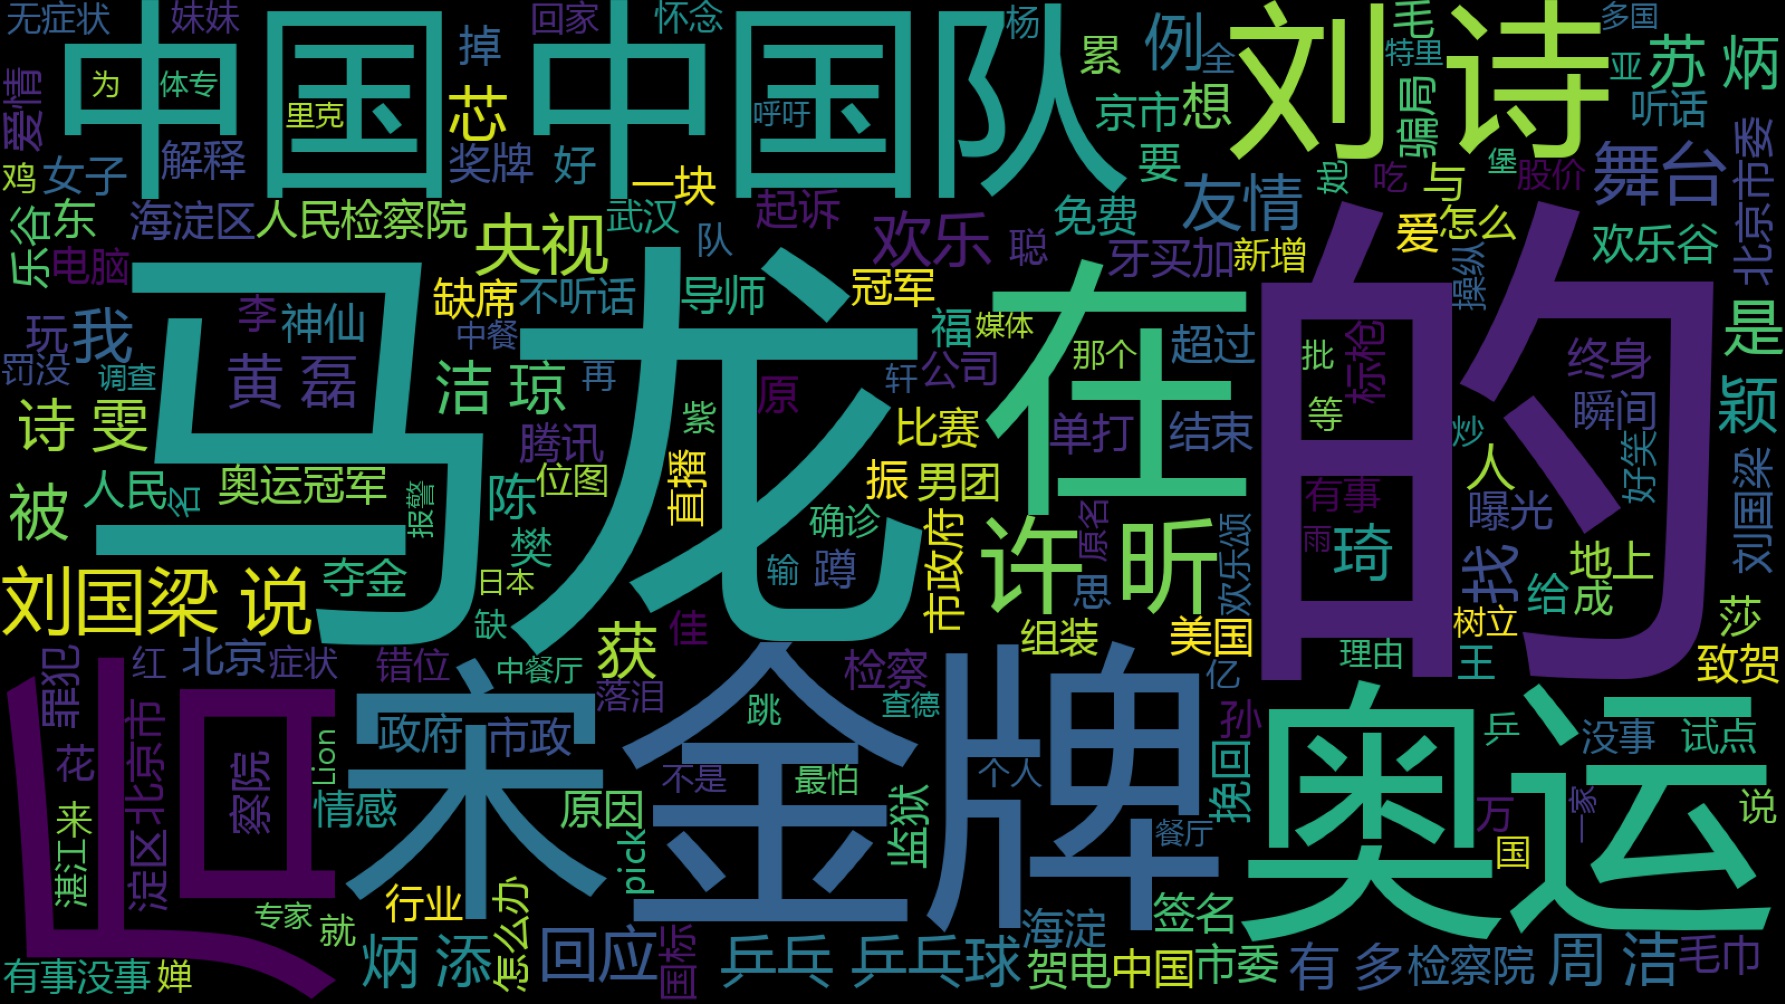 无症状 妹妹 回家 怀念 杨 毛 多国
中国 中国队 刘 诗
掉 累 例 全 特里 亚 苏 炳
爱情 为 体专 里克 芯 呼吁 京市 想 骗局 听话
鸡 女子 解释 奖牌 好 一块 要 她 吃 与 堡 股价 舞台 北京市委
谷 东 海淀区 人民检察院 央视 武汉 起诉 免费 友情 爱 怎么
乐 电脑 队 欢乐 聪 牙买加 新增 操纵 欢乐谷
马龙 在 的
缺席 不听话 导师 冠军
玩 我 李 神仙 中餐 福 媒体 那个 超过 批 标枪 终身 是
罚没 调查 黄 磊 洁 琼 再 原 轩 公司 等 瞬间 颖
诗 雯 腾讯 紫 比赛 单打 结束 炒 好笑
被 人民 名 奥运冠军 报警 陈 位图 直播 振 男团 有事 人 刘国梁
樊 确诊 市政府 许 昕 原名 欢乐颂 雨 琦 曝光
刘国梁 说 夺金 日本 输 蹲 思 找 地上
缺 获 佳 组装 美国 给 成 树立 莎
罪犯 红 北京 症状 错位 中餐厅 落泪 检察 亿 理由 王 致贺
宋 金牌 奥运
花 淀区北京市 察院 Lion 政府 市政 跳 查德 孙 乒 没事 试点
情感 原因 不是 最怕 个人 挽回 万 一家 说
来 湛江 pick 监狱 餐厅 国
行业 签名
专家 就 怎么办 海淀
有事没事 婵 炳 添 回应 国际 乒乓 乒乓球 贺电 中国 市委 有 多 检察院 周 洁 毛巾